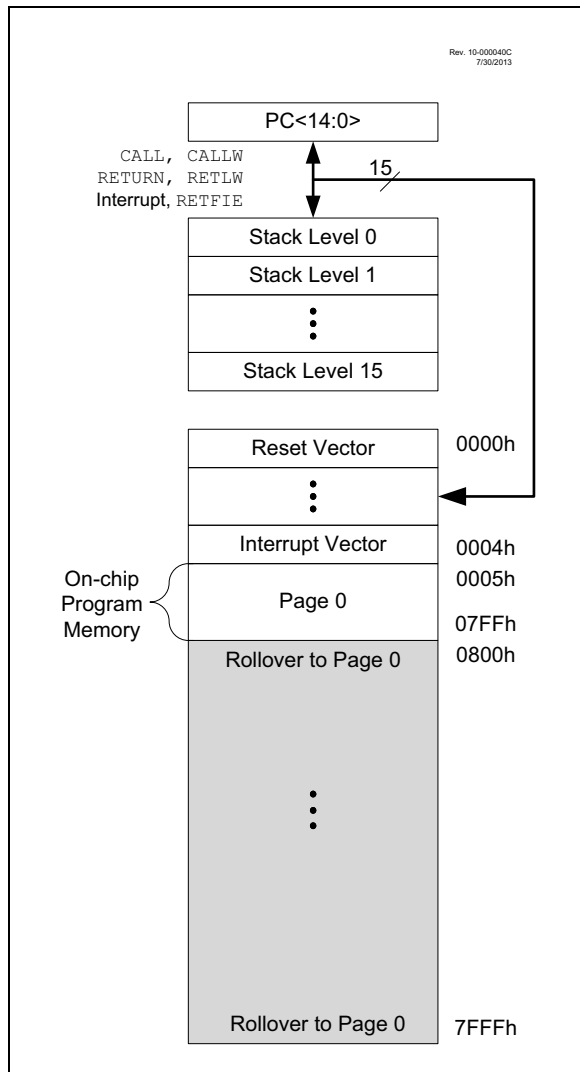 Rev. 10-000040C
7/30/2013
PC<14:0>
CALL, CALLW
RETURN, RETLW
Interrupt, RETFIE
15
Stack Level 0
Stack Level 1
Stack Level 15
Reset Vector
0000h
Interrupt Vector
0004h
On-chip
Program
Memory
Page 0
0005h
07FFh
Rollover to Page 0
0800h
Rollover to Page 0
7FFFh